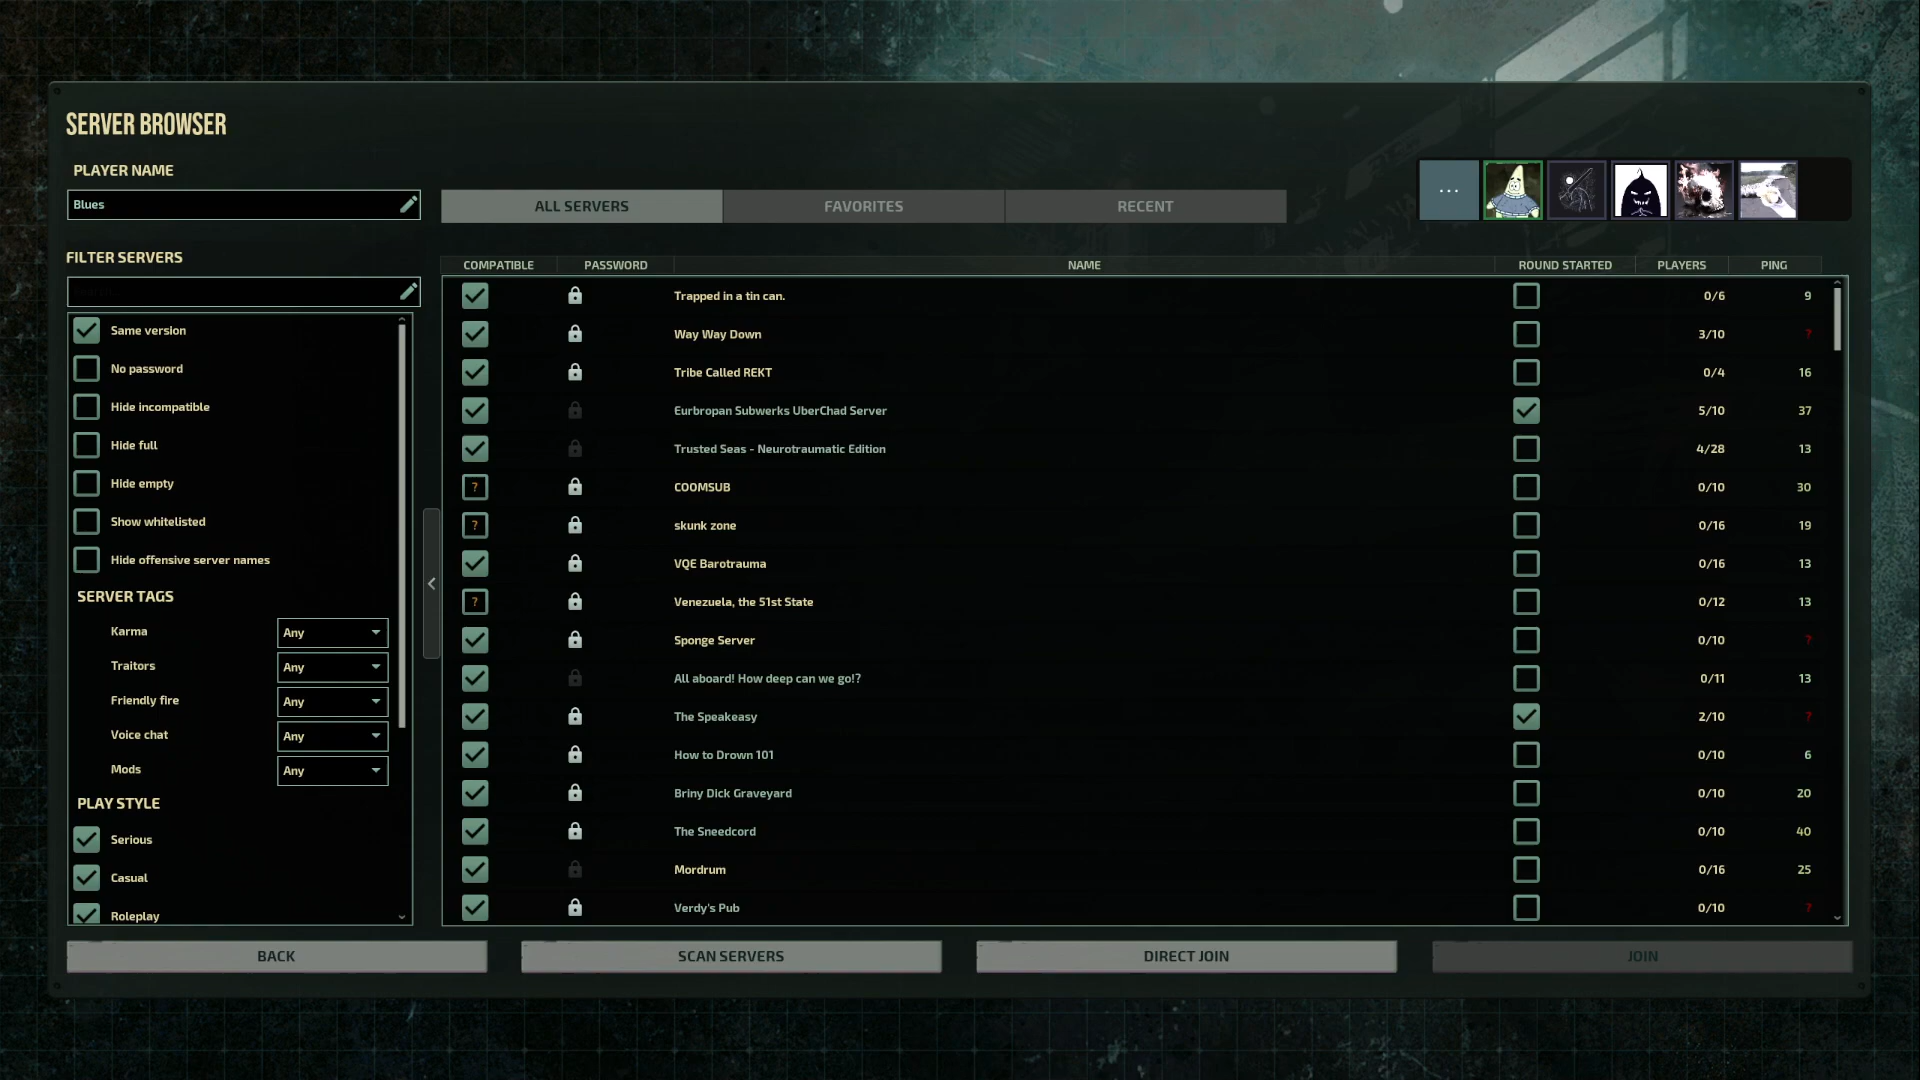 SERVER BROWSER
PLAYER NAME
Blues
ALL SERVERS FAVORITES RECENT
...
FILTER SERVERS
COMPATIBLE PASSWORD NAME ROUND STARTED PLAYERS PING
Same version
No password
Hide incompatible
Hide full
Hide empty
Show whitelisted
Hide offensive server names
SERVER TAGS
Karma Any
Traitors Any
Friendly fire Any
Voice chat Any
Mods Any
PLAY STYLE
Serious
Casual
Roleplay
Trapped in a tin can. 0/6 9
Way Way Down 3/10 ?
Tribe Called REKT 0/4 16
Eurbropan Subwerks UberChad Server 5/10 37
Trusted Seas - Neurotraumatic Edition 4/28 13
? COOMSUB 0/10 30
? skunk zone 0/16 19
VQE Barotrauma 0/16 13
? Venezuela, the 51st State 0/12 13
Sponge Server 0/10 ?
All aboard! How deep can we go!? 0/11 13
The Speakeasy 2/10 ?
How to Drown 101 0/10 6
Briny Dick Graveyard 0/10 20
The Sneedcord 0/10 40
Mordrum 0/16 25
Verdy's Pub 0/10 ?
BACK SCAN SERVERS DIRECT JOIN JOIN